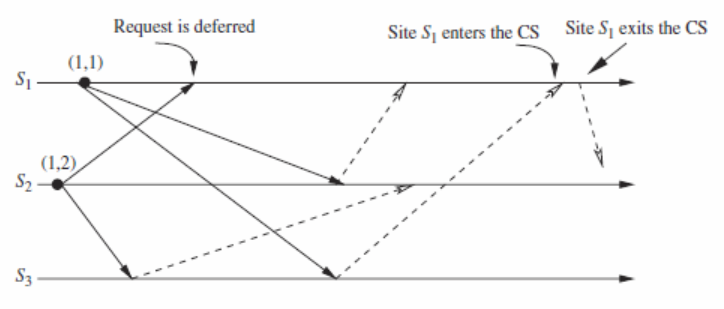 Request is deferred
Site S1 enters the CS
Site S1 exits the CS
(1,1)
S1
(1,2)
S2
S3